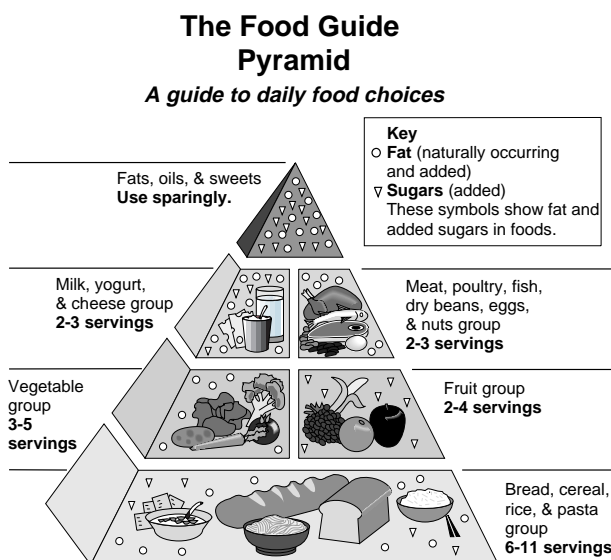 The Food Guide
Pyramid
A guide to daily food choices
Key
Fat (naturally occurring
and added)
Sugars (added)
These symbols show fat and
added sugars in foods.
Fats, oils, & sweets
Use sparingly.
Milk, yogurt,
& cheese group
2-3 servings
Meat, poultry, fish,
dry beans, eggs,
& nuts group
2-3 servings
Vegetable
group
3-5
servings
Fruit group
2-4 servings
Bread, cereal,
rice, & pasta
group
6-11 servings